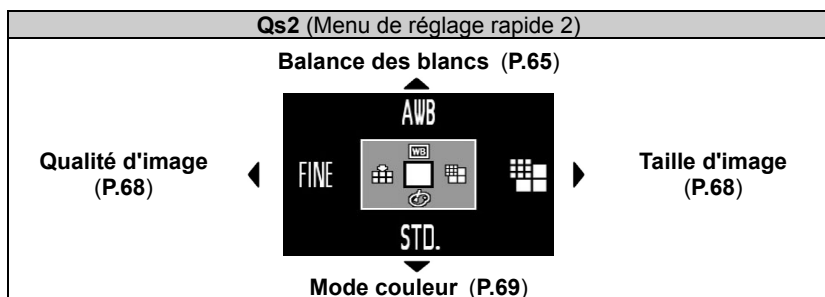 Qs2 (Menu de réglage rapide 2)
Balance des blancs (P.65)
AWB
WB
Qualité d'image
(P.68)
FINE
Taille d'image
(P.68)
STD.
Mode couleur (P.69)